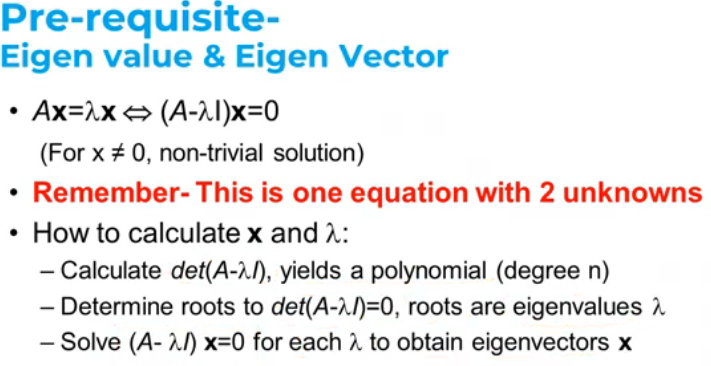 Pre-requisite-
Eigen value & Eigen Vector
• Ax=λx ⇔ (A-λI)x=0
(For x ≠ 0, non-trivial solution)
• Remember- This is one equation with 2 unknowns
• How to calculate x and λ:
– Calculate det(A-λI), yields a polynomial (degree n)
– Determine roots to det(A-λI)=0, roots are eigenvalues λ
– Solve (A- λI) x=0 for each λ to obtain eigenvectors x